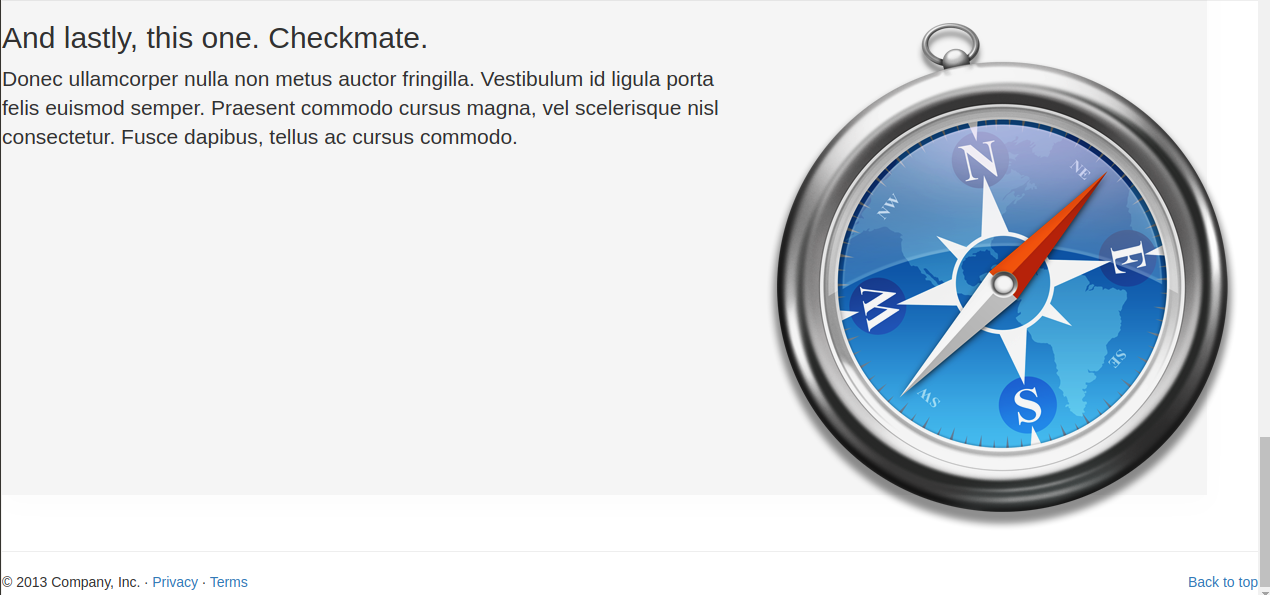 And lastly, this one. Checkmate.
Donec ullamcorper nulla non metus auctor fringilla. Vestibulum id ligula porta
felis euismod semper. Praesent commodo cursus magna, vel scelerisque nisl
consectetur. Fusce dapibus, tellus ac cursus commodo.
N
NE
NW
E
W
SE
SW
S
© 2013 Company, Inc. · Privacy · Terms
Back to top